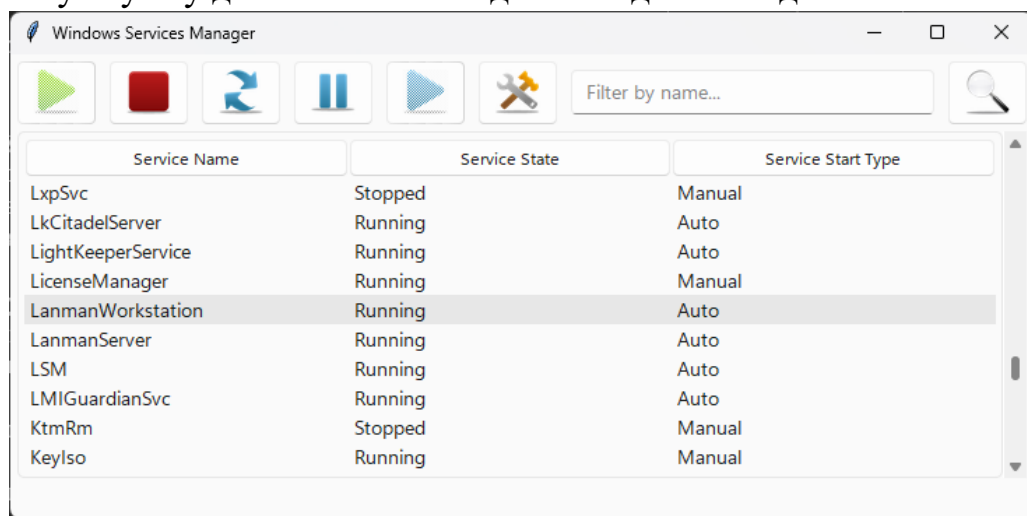 Windows Services Manager
Filter by name...
Service Name Service State Service Start Type
LxpSvc Stopped Manual
LkCitadelServer Running Auto
LightKeeperService Running Auto
LicenseManager Running Manual
LanmanWorkstation Running Auto
LanmanServer Running Auto
LSM Running Auto
LMIGuardianSvc Running Auto
KtmRm Stopped Manual
KeyIso Running Manual